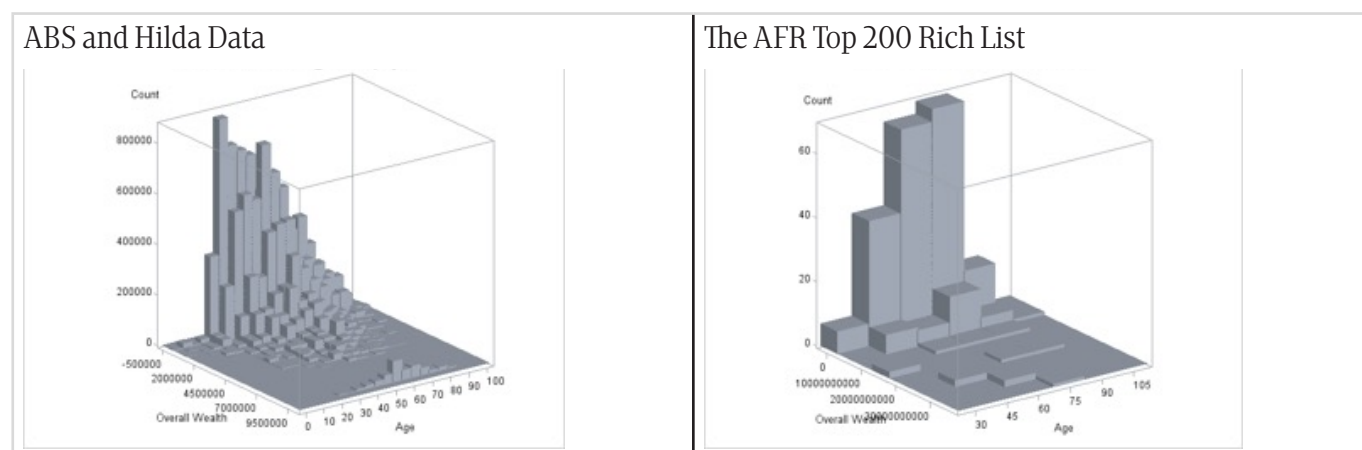 ABS and Hilda Data
Count
800000
600000
400000
200000
0
-500000
2000000
4500000
7000000
9500000
Overall Wealth
0 10 20 30 40 50 60 70 80 90 100
Age
The AFR Top 200 Rich List
Count
60
40
20
0
0
10000000000
20000000000
30000000000
Overall Wealth
30 45 60 75 90 105
Age